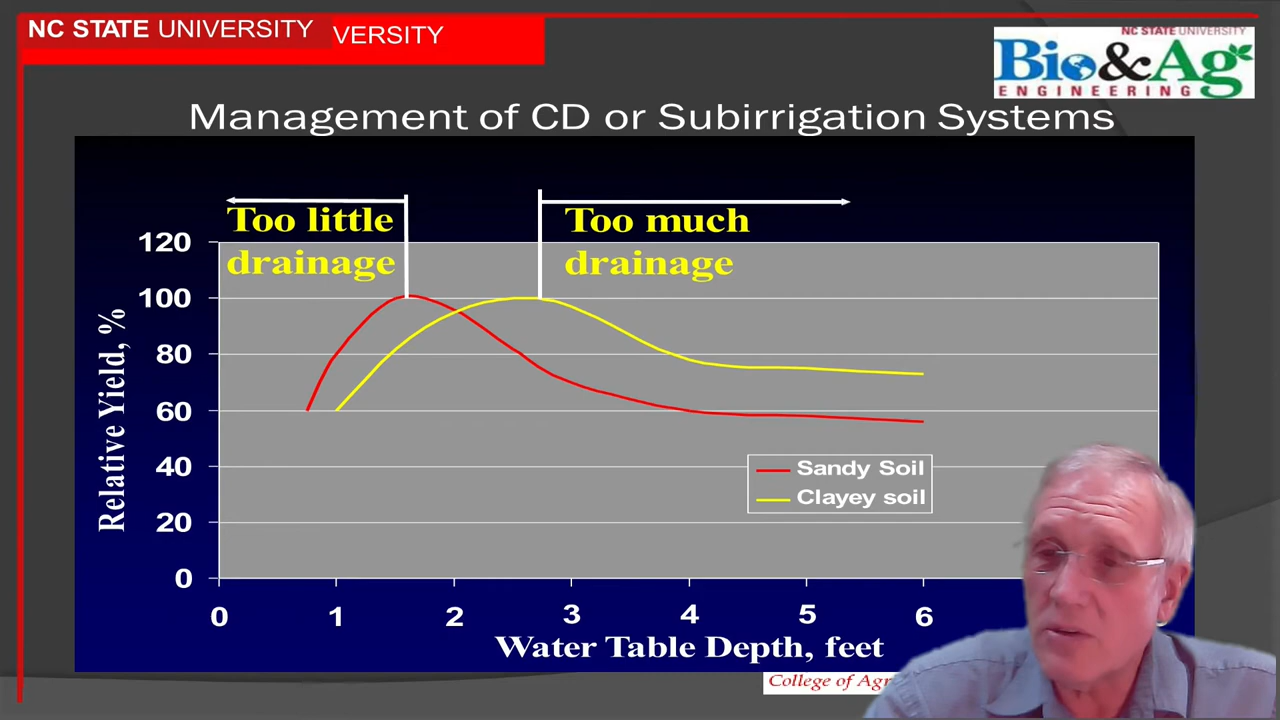 NC STATE UNIVERSITY
VERSITY
NC STATE UNIVERSITY
Bio&Ag
ENGINEERING
Management of CD or Subirrigation Systems
Too little
drainage
Too much
drainage
120
100
80
60
40
20
0
Relative Yield, %
Sandy Soil
Clayey soil
0 1 2 3 4 5 6
Water Table Depth, feet
College of